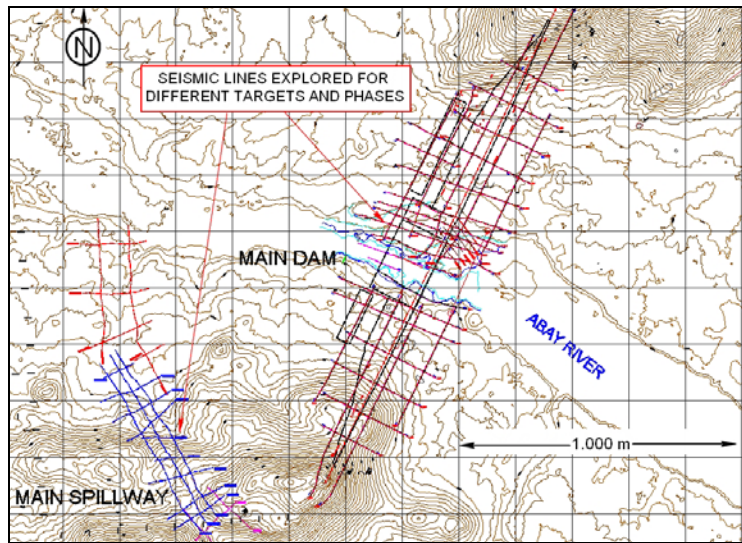 N
SEISMIC LINES EXPLORED FOR
DIFFERENT TARGETS AND PHASES
MAIN DAM
ABAY RIVER
1.000 m
MAIN SPILLWAY